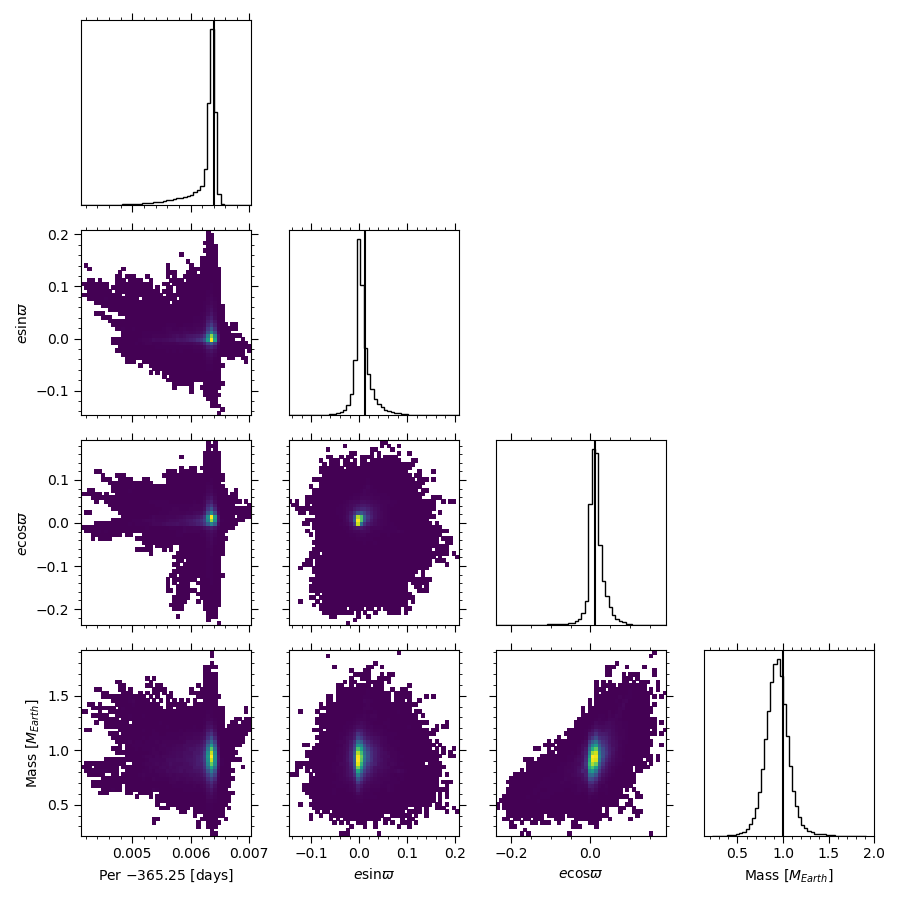 0.2
0.1
0.0
−0.1
esinϖ
0.1
0.0
−0.1
−0.2
ecosϖ
1.5
1.0
0.5
Mass [M_Earth]
0.005 0.006 0.007
Per −365.25 [days]
−0.1 0.0 0.1 0.2
esinϖ
−0.2 0.0
ecosϖ
0.5 1.0 1.5 2.0
Mass [M_Earth]